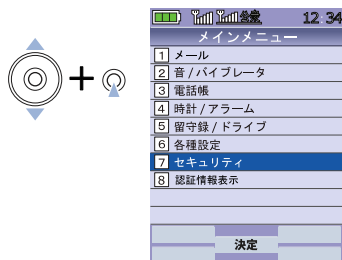 公衆 12:34
メインメニュー
1 メール
2 音/バイブレータ
3 電話帳
4 時計/アラーム
5 留守録/ドライブ
6 各種設定
7 セキュリティ
8 認証情報表示
決定